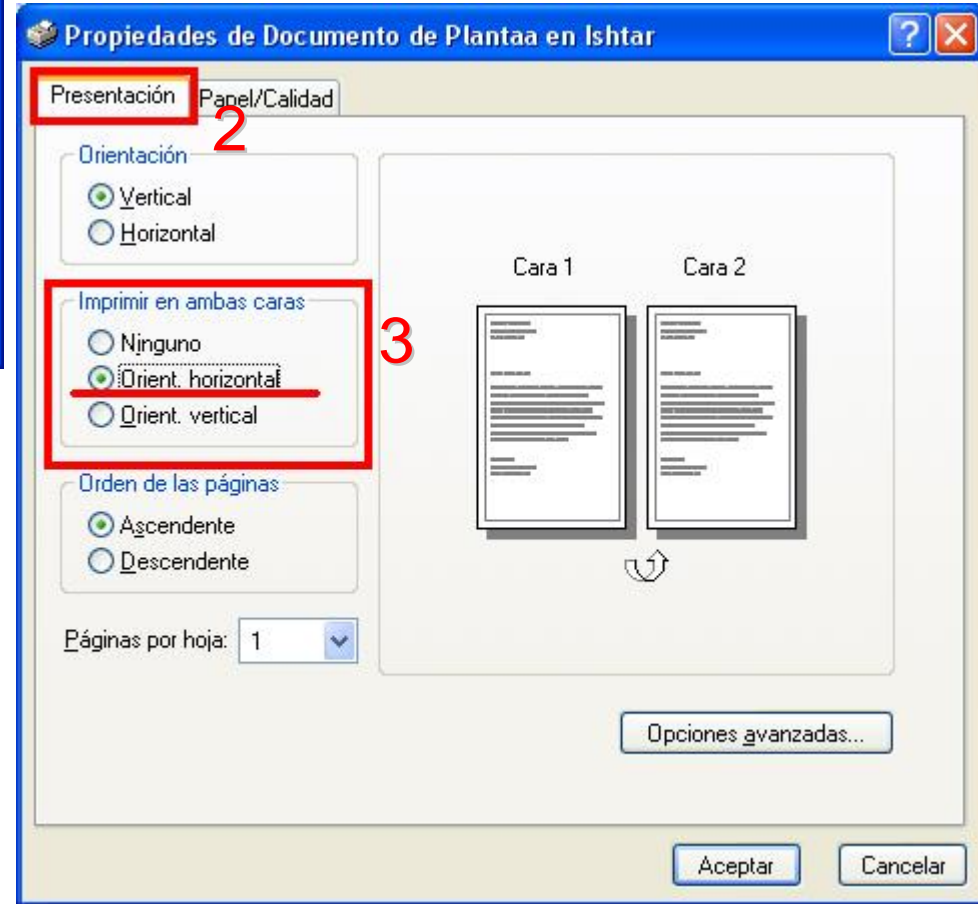 Propiedades de Documento de Plantaa en Ishtar
Presentación Papel/Calidad
2
Orientación
Vertical
Horizontal
Cara 1 Cara 2
Imprimir en ambas caras
3
Ninguno
Orient. horizontal
Orient. vertical
Orden de las páginas
Ascendente
Descendente
Páginas por hoja: 1
Opciones avanzadas...
Aceptar Cancelar